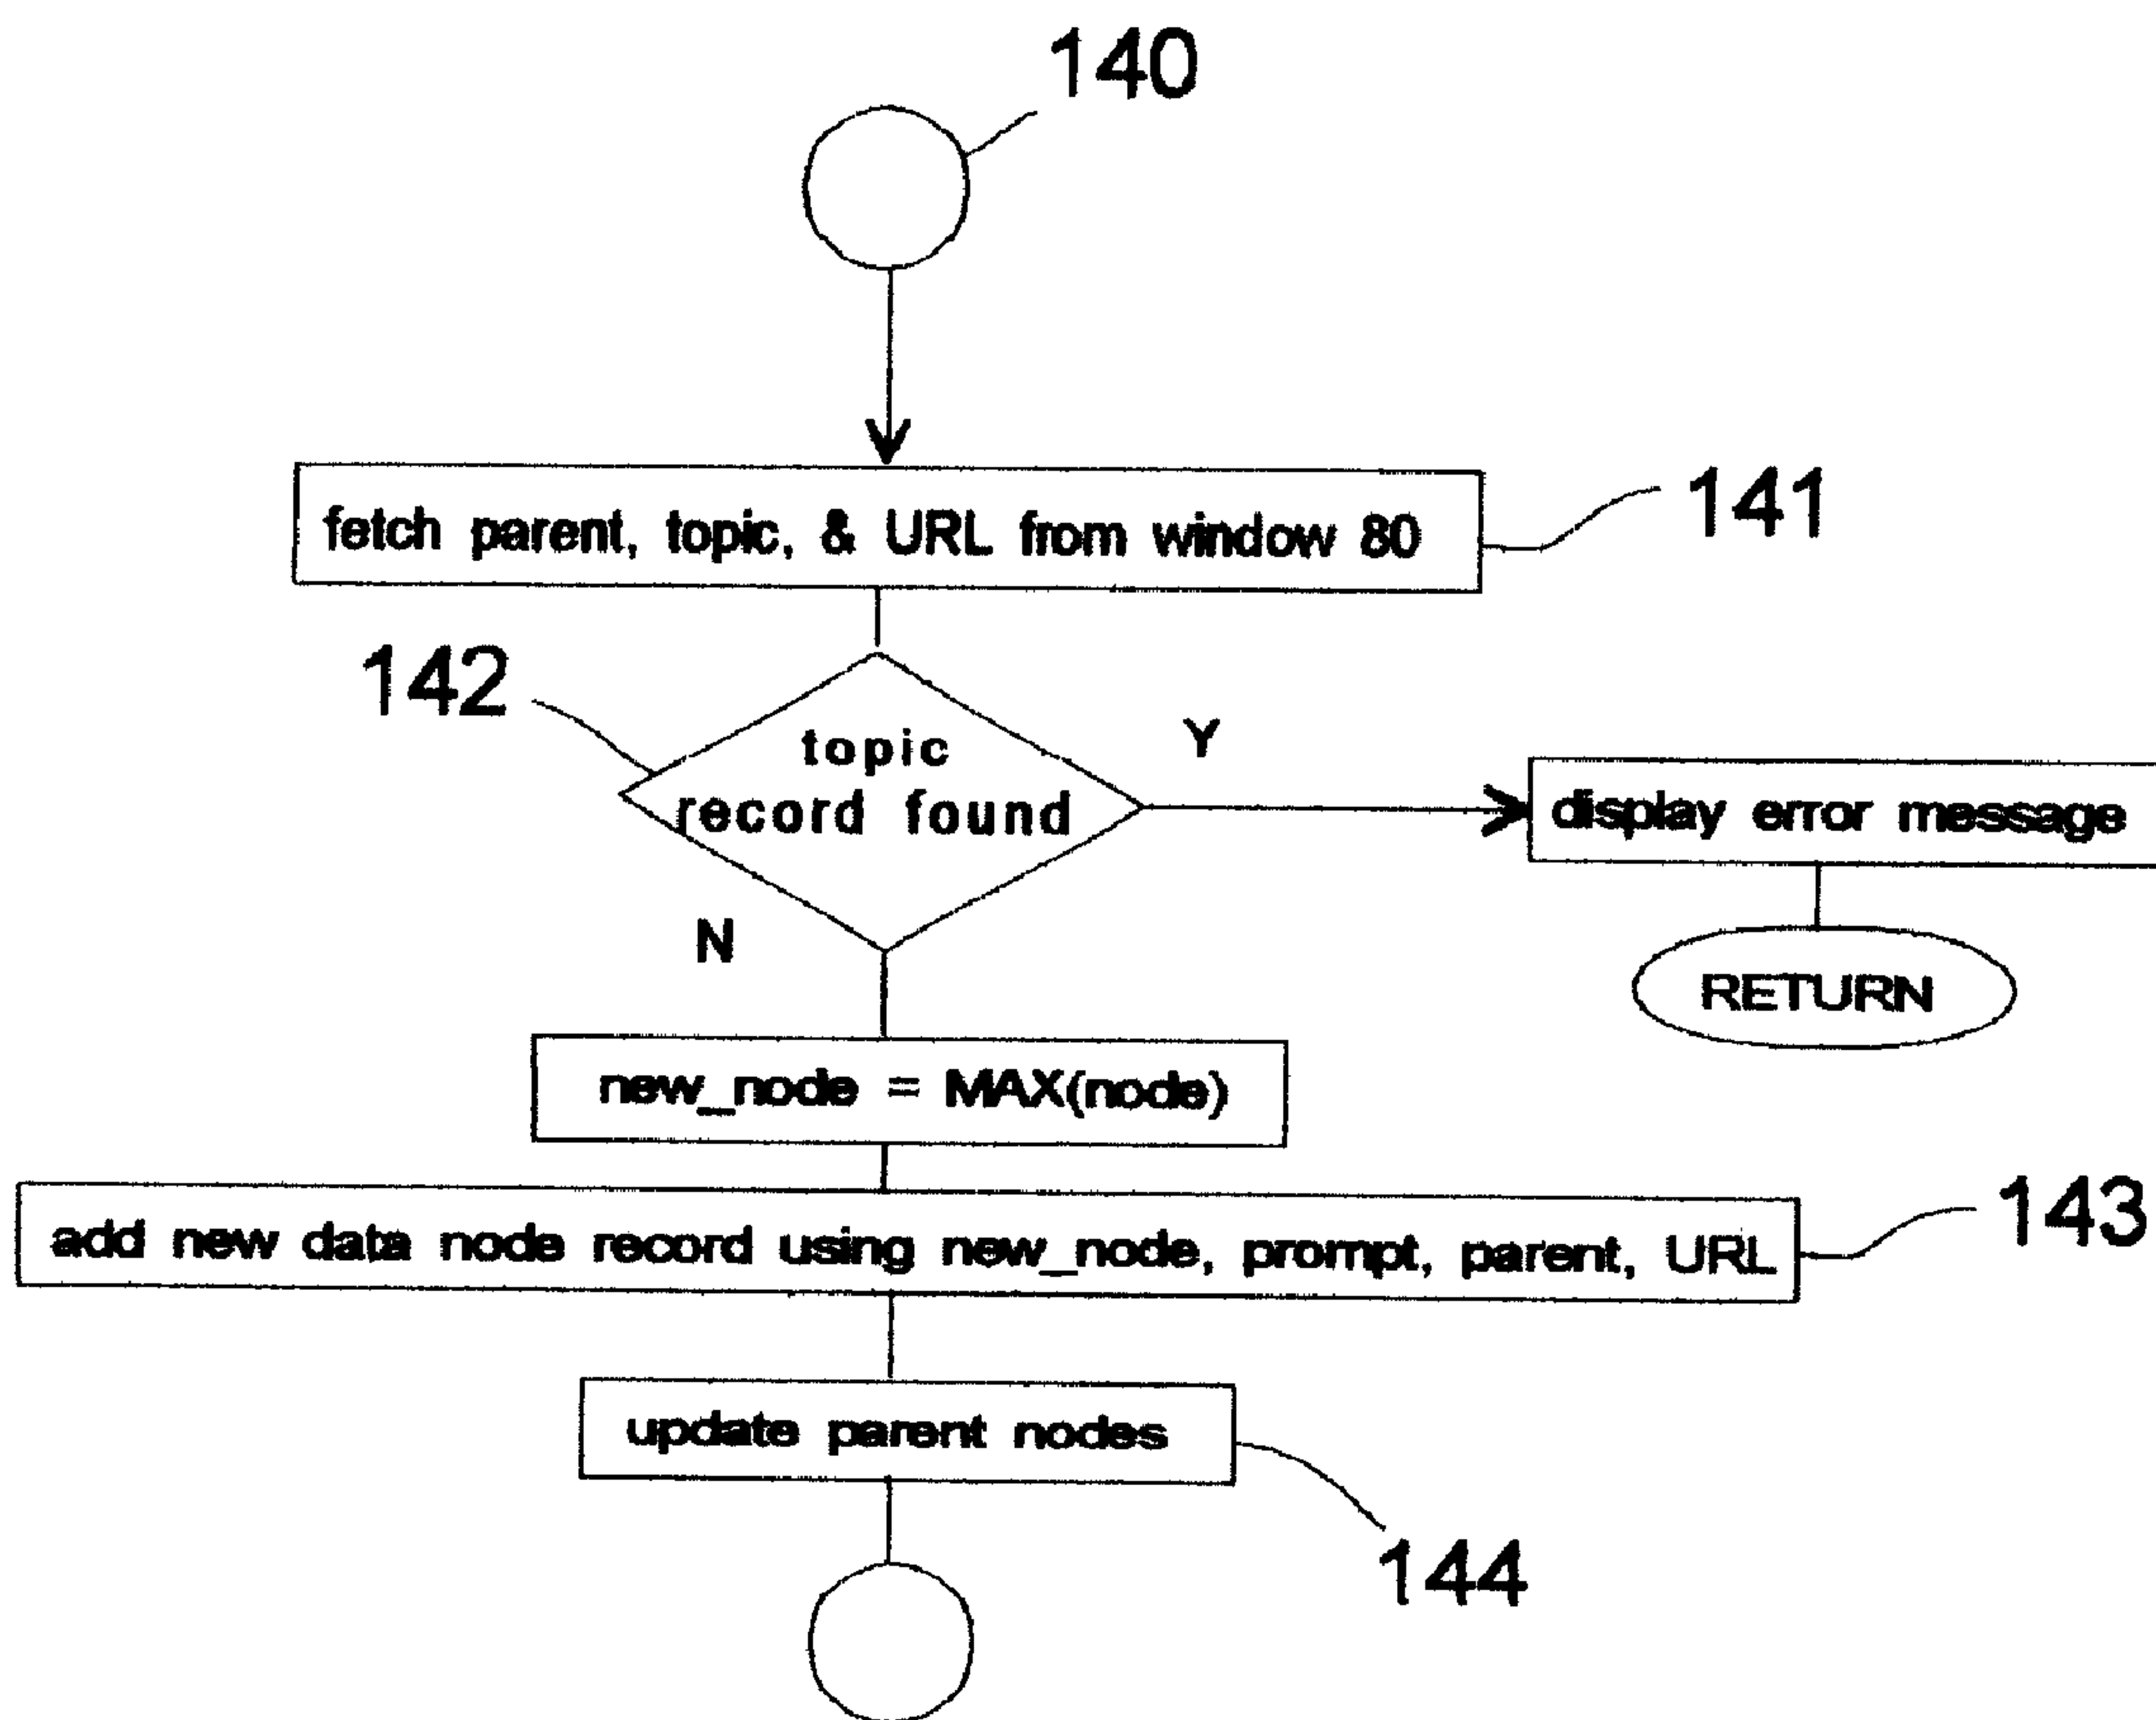 140
fetch parent, topic, & URL from window 80
141
142
topic
record found
Y
display error message
N
RETURN
new_node = MAX(node)
add new data node record using new_node, prompt, parent, URL
143
update parent nodes
144